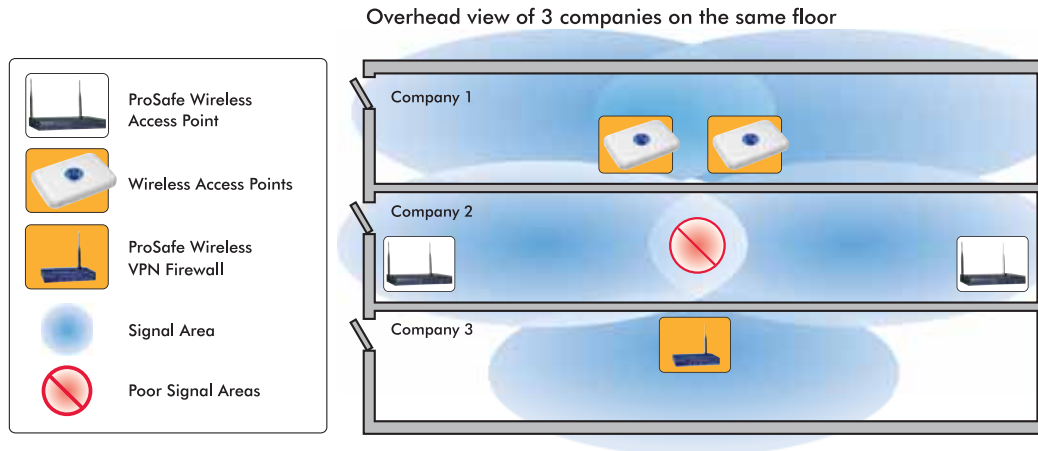 Overhead view of 3 companies on the same floor
ProSafe Wireless
Access Point
Wireless Access Points
ProSafe Wireless
VPN Firewall
Signal Area
Poor Signal Areas
Company 1
Company 2
Company 3